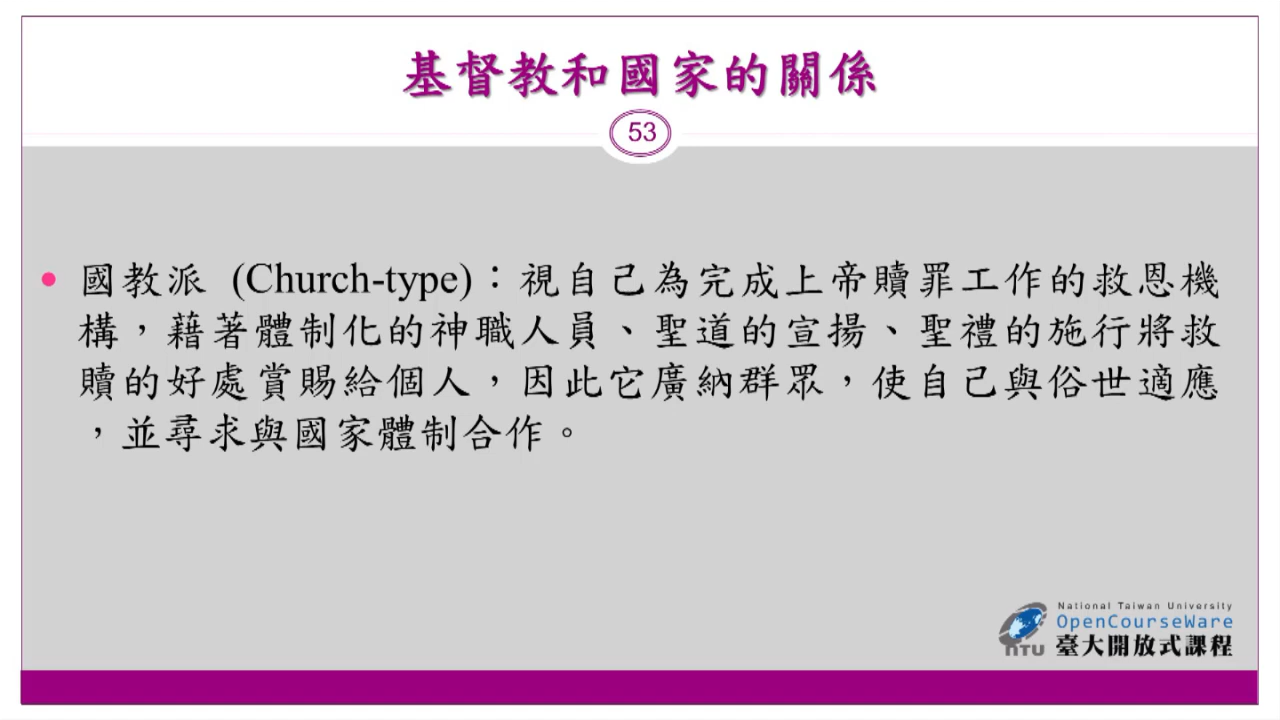 基督教和國家的關係
53
• 國教派 (Church-type)：視自己為完成上帝贖罪工作的救恩機
構，藉著體制化的神職人員、聖道的宣揚、聖禮的施行將救
贖的好處賞賜給個人，因此它廣納群眾，使自己與俗世適應
，並尋求與國家體制合作。
National Taiwan University
OpenCourseWare
NTU 臺大開放式課程